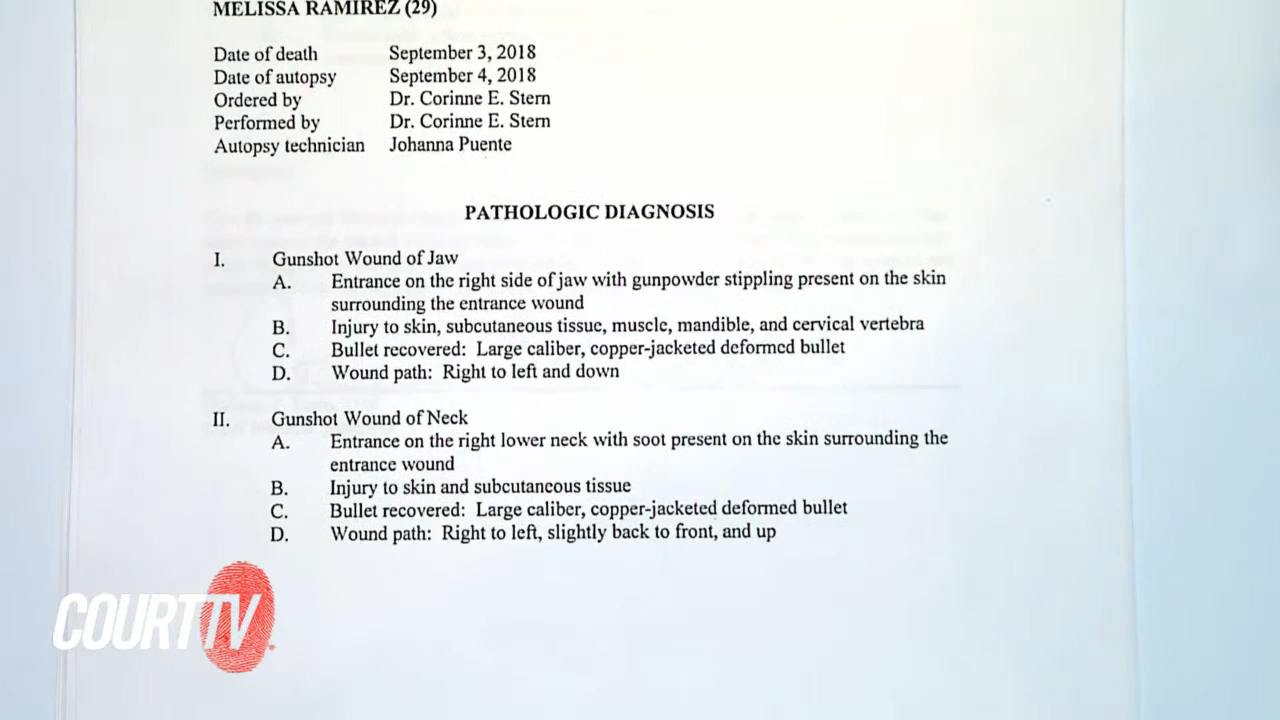 MELISSA RAMIREZ (29)
Date of death September 3, 2018
Date of autopsy September 4, 2018
Ordered by Dr. Corinne E. Stern
Performed by Dr. Corinne E. Stern
Autopsy technician Johanna Puente
PATHOLOGIC DIAGNOSIS
I. Gunshot Wound of Jaw
A. Entrance on the right side of jaw with gunpowder stippling present on the skin
surrounding the entrance wound
B. Injury to skin, subcutaneous tissue, muscle, mandible, and cervical vertebra
C. Bullet recovered: Large caliber, copper-jacketed deformed bullet
D. Wound path: Right to left and down
II. Gunshot Wound of Neck
A. Entrance on the right lower neck with soot present on the skin surrounding the
entrance wound
B. Injury to skin and subcutaneous tissue
C. Bullet recovered: Large caliber, copper-jacketed deformed bullet
D. Wound path: Right to left, slightly back to front, and up
COURT TV